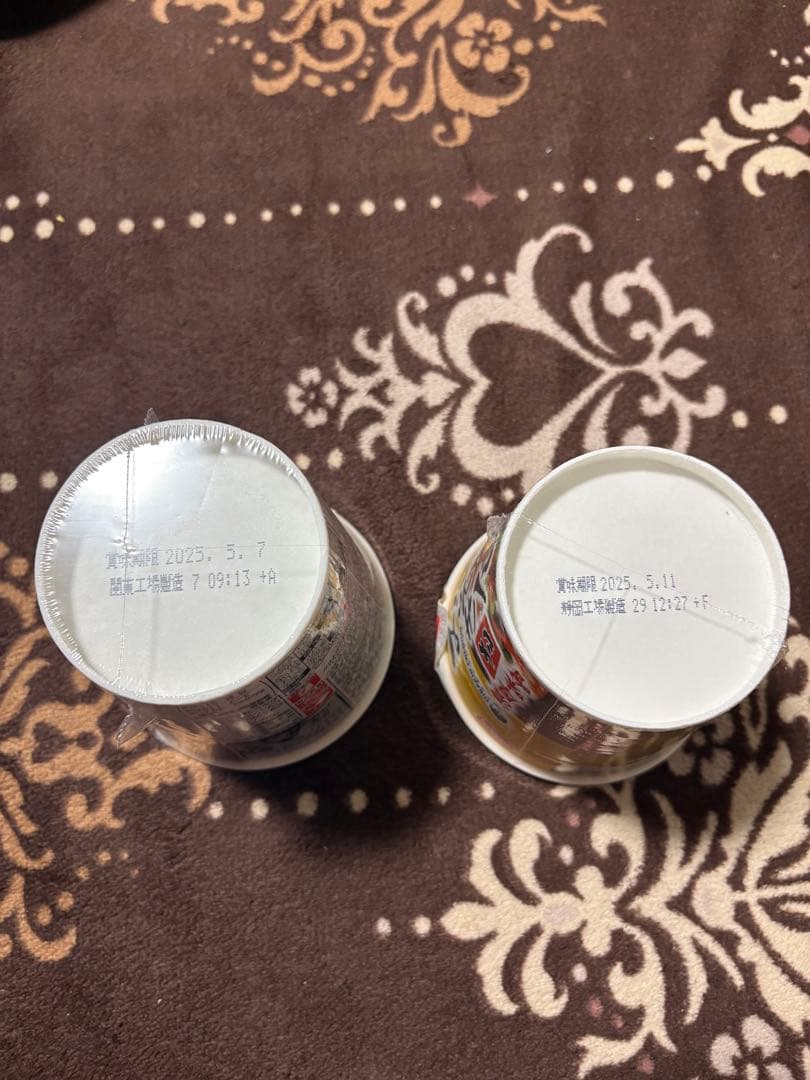 賞味期限 2025. 5. 7
関東工場製造 7 09:13 +A
賞味期限 2025. 5.11
静岡工場製造 29 12:27 +F